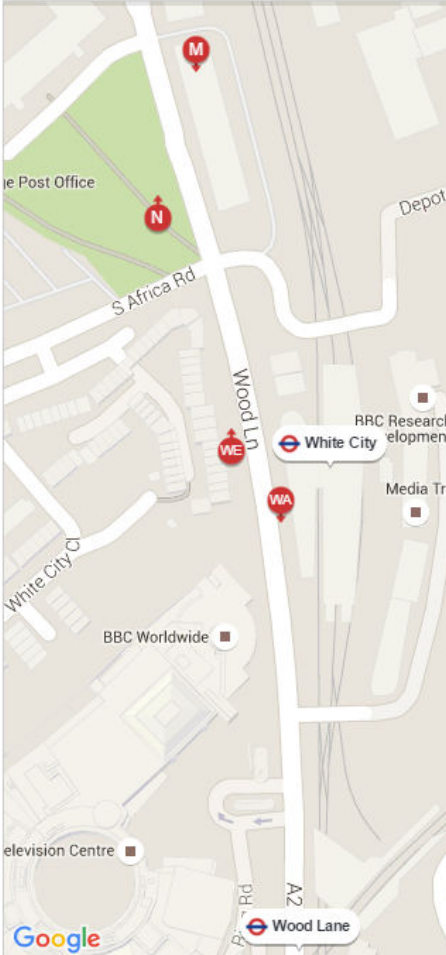 M
ge Post Office
N
Depot
S Africa Rd
Wood Ln
WE
White City
BBC Research
velopmen
WA
Media Tr
White City Cl
BBC Worldwide
elevision Centre
A2
Wood Lane
Google